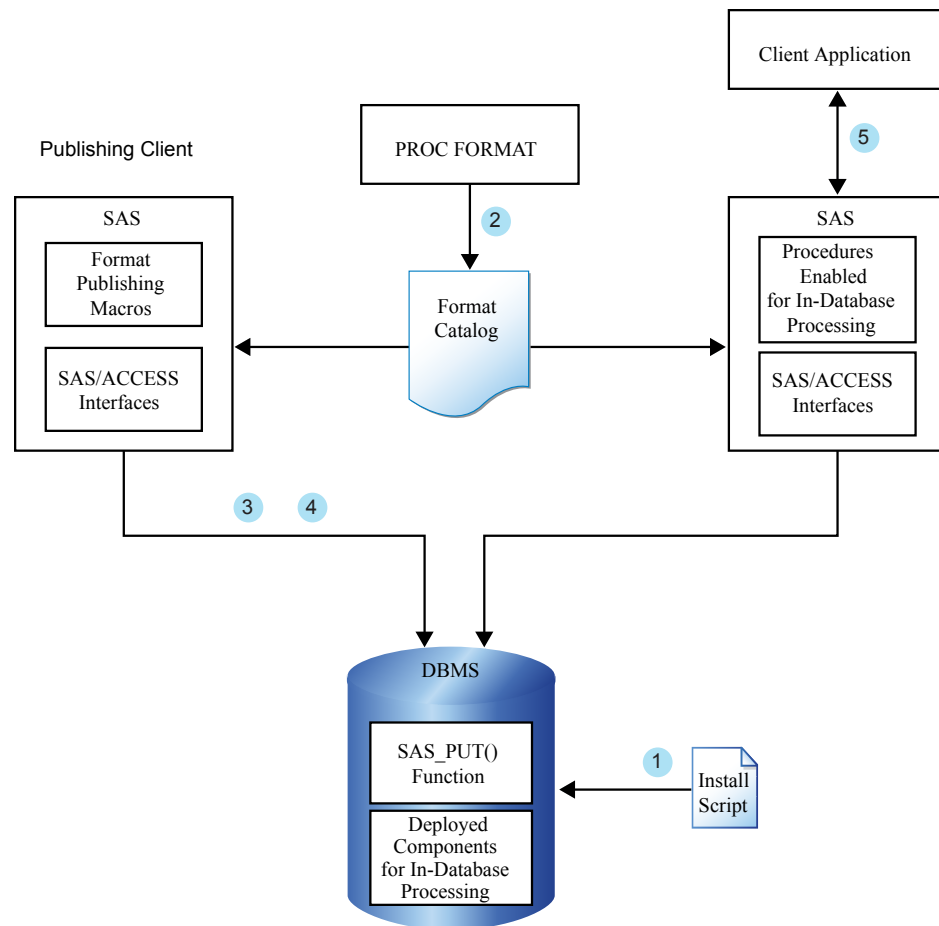 Client Application
5
PROC FORMAT
Publishing Client
SAS
Format
Publishing
Macros
SAS/ACCESS
Interfaces
2
Format
Catalog
SAS
Procedures
Enabled
for In-Database
Processing
SAS/ACCESS
Interfaces
3
4
DBMS
SAS_PUT()
Function
Deployed
Components
for In-Database
Processing
1
Install
Script